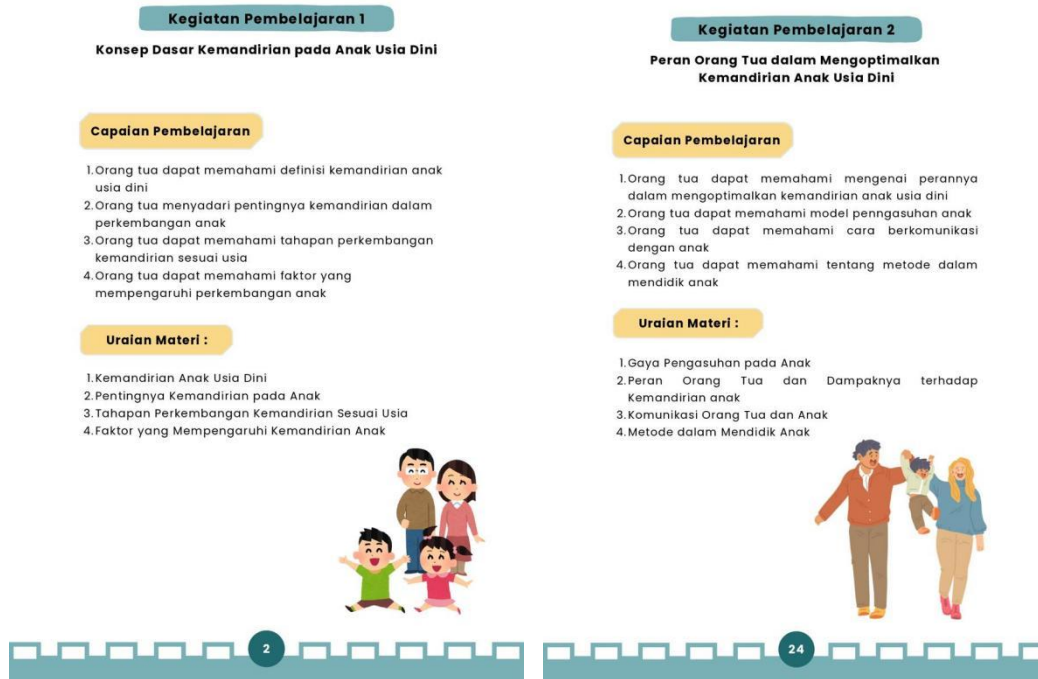 Kegiatan Pembelajaran 1
Konsep Dasar Kemandirian pada Anak Usia Dini
Capaian Pembelajaran
1.Orang tua dapat memahami definisi kemandirian anak
usia dini
2.Orang tua menyadari pentingnya kemandirian dalam
perkembangan anak
3.Orang tua dapat memahami tahapan perkembangan
kemandirian sesuai usia
4.Orang tua dapat memahami faktor yang
mempengaruhi perkembangan anak
Uraian Materi :
1.Kemandirian Anak Usia Dini
2.Pentingnya Kemandirian pada Anak
3.Tahapan Perkembangan Kemandirian Sesuai Usia
4.Faktor yang Mempengaruhi Kemandirian Anak
2
Kegiatan Pembelajaran 2
Peran Orang Tua dalam Mengoptimalkan
Kemandirian Anak Usia Dini
Capaian Pembelajaran
1.Orang tua dapat memahami mengenai perannya
dalam mengoptimalkan kemandirian anak usia dini
2.Orang tua dapat memahami model penngasuhan anak
3.Orang tua dapat memahami cara berkomunikasi
dengan anak
4.Orang tua dapat memahami tentang metode dalam
mendidik anak
Uraian Materi :
1.Gaya Pengasuhan pada Anak
2.Peran Orang Tua dan Dampaknya terhadap
Kemandirian anak
3.Komunikasi Orang Tua dan Anak
4.Metode dalam Mendidik Anak
24